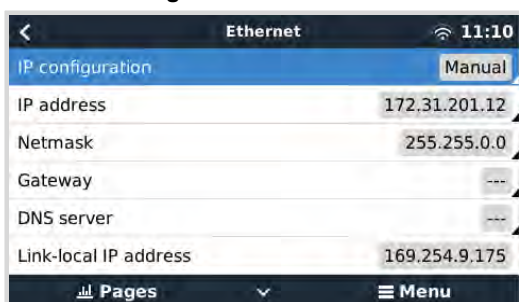 Ethernet 11:10
IP configuration Manual
IP address 172.31.201.12
Netmask 255.255.0.0
Gateway ---
DNS server ---
Link-local IP address 169.254.9.175
Pages Menu